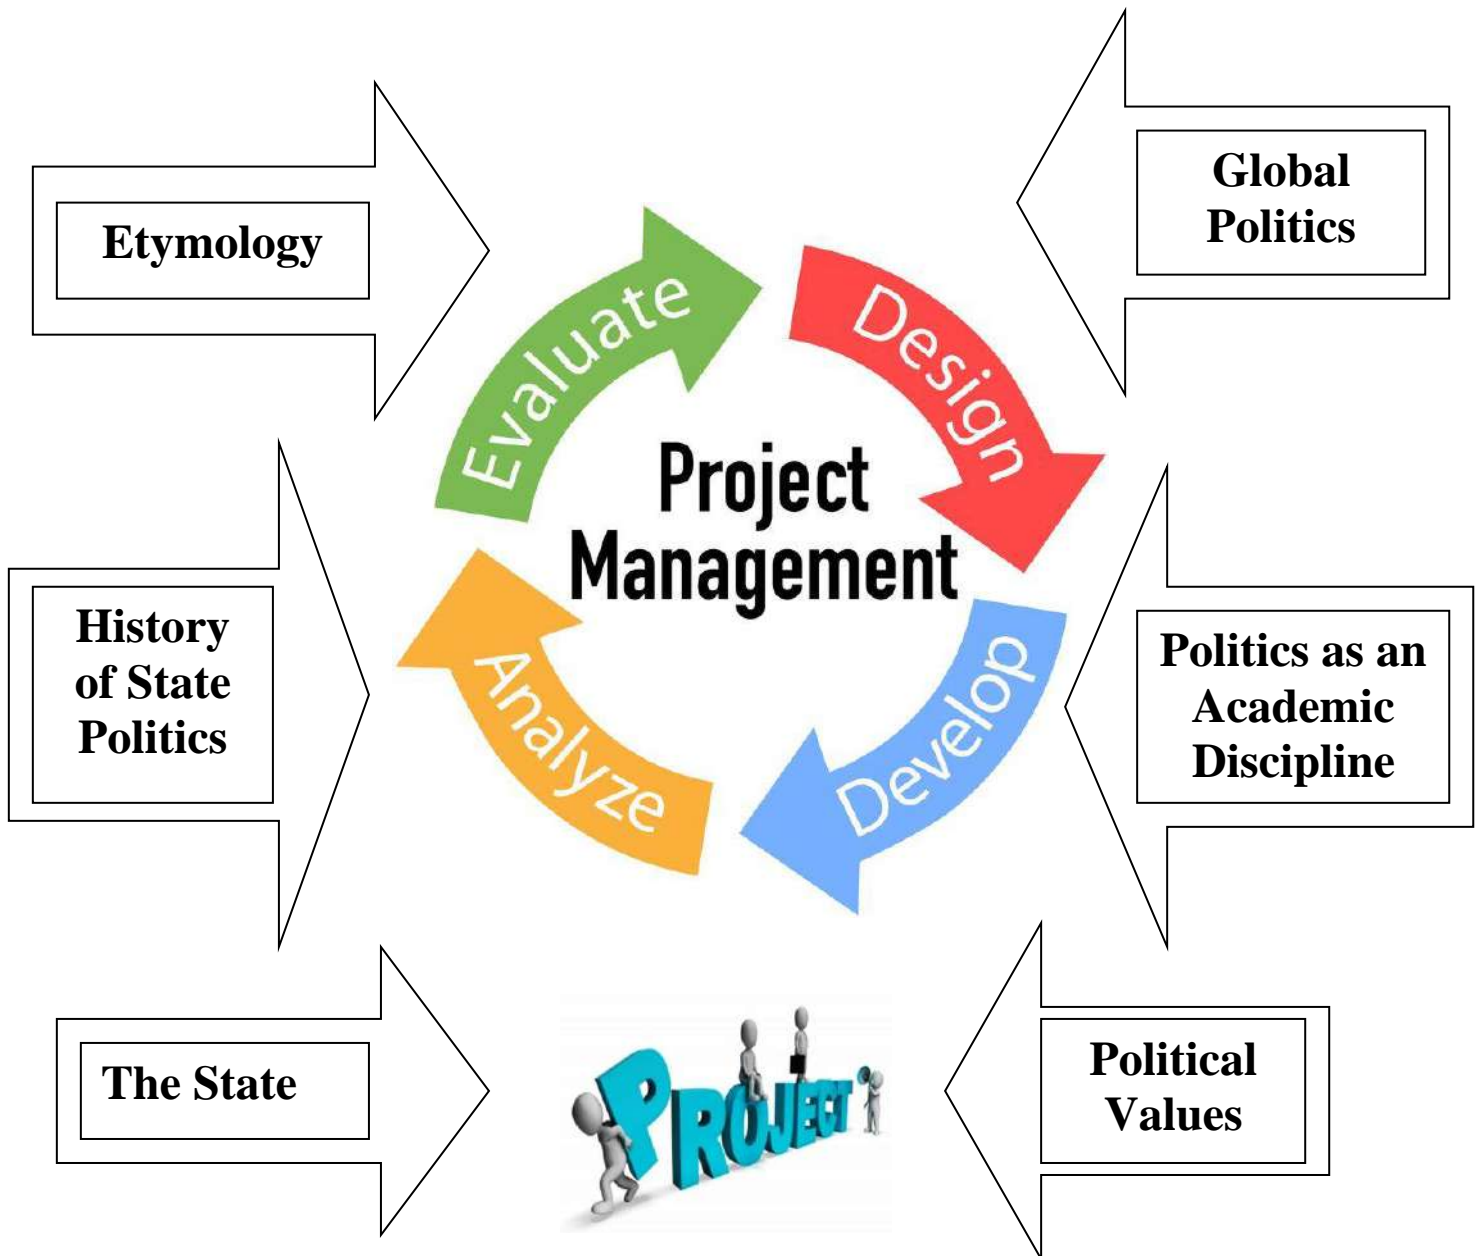 Etymology
Global
Politics
Evaluate
Design
Project
Management
History
of State
Politics
Politics as an
Academic
Discipline
Analyze
Develop
The State
PROJECT
Political
Values